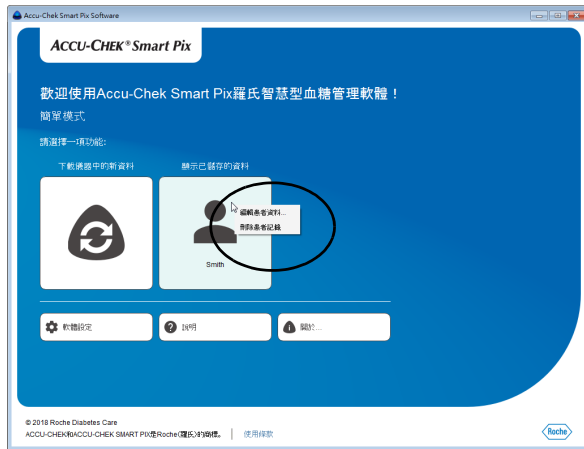 Accu-Chek Smart Pix Software
ACCU-CHEK® Smart Pix
歡迎使用Accu-Chek Smart Pix羅氏智慧型血糖管理軟體！
簡單模式
請選擇一項功能:
下載儀器中的新資料
顯示已儲存的資料
編輯患者資料...
刪除患者記錄
Smith
軟體設定
說明
關於...
© 2018 Roche Diabetes Care
ACCU-CHEK和ACCU-CHEK SMART PIX是Roche(羅氏)的商標。
使用條款
Roche